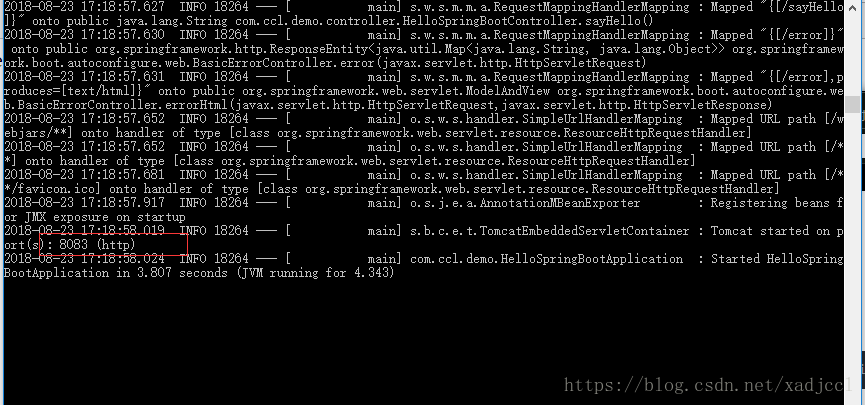 2018-08-23 17:18:57.627  INFO 18264 --- [           main] s.w.s.m.m.a.RequestMappingHandlerMapping : Mapped "{[/sayHello
]}" onto public java.lang.String com.ccl.demo.controller.HelloSpringBootController.sayHello()
2018-08-23 17:18:57.630  INFO 18264 --- [           main] s.w.s.m.m.a.RequestMappingHandlerMapping : Mapped "{[/error]}"
 onto public org.springframework.http.ResponseEntity<java.util.Map<java.lang.String, java.lang.Object>> org.springframew
ork.boot.autoconfigure.web.BasicErrorController.error(javax.servlet.http.HttpServletRequest)
2018-08-23 17:18:57.631  INFO 18264 --- [           main] s.w.s.m.m.a.RequestMappingHandlerMapping : Mapped "{[/error],p
roduces=[text/html]}" onto public org.springframework.web.servlet.ModelAndView org.springframework.boot.autoconfigure.we
b.BasicErrorController.errorHtml(javax.servlet.http.HttpServletRequest,javax.servlet.http.HttpServletResponse)
2018-08-23 17:18:57.652  INFO 18264 --- [           main] o.s.w.s.handler.SimpleUrlHandlerMapping  : Mapped URL path [/w
ebjars/**] onto handler of type [class org.springframework.web.servlet.resource.ResourceHttpRequestHandler]
2018-08-23 17:18:57.652  INFO 18264 --- [           main] o.s.w.s.handler.SimpleUrlHandlerMapping  : Mapped URL path [/*
*] onto handler of type [class org.springframework.web.servlet.resource.ResourceHttpRequestHandler]
2018-08-23 17:18:57.681  INFO 18264 --- [           main] o.s.w.s.handler.SimpleUrlHandlerMapping  : Mapped URL path [/*
*/favicon.ico] onto handler of type [class org.springframework.web.servlet.resource.ResourceHttpRequestHandler]
2018-08-23 17:18:57.917  INFO 18264 --- [           main] o.s.j.e.a.AnnotationMBeanExporter        : Registering beans f
or JMX exposure on startup
2018-08-23 17:18:58.019  INFO 18264 --- [           main] s.b.c.e.t.TomcatEmbeddedServletContainer : Tomcat started on p
ort(s): 8083 (http)
2018-08-23 17:18:58.024  INFO 18264 --- [           main] com.ccl.demo.HelloSpringBootApplication  : Started HelloSpring
BootApplication in 3.807 seconds (JVM running for 4.343)
https://blog.csdn.net/xadjccl